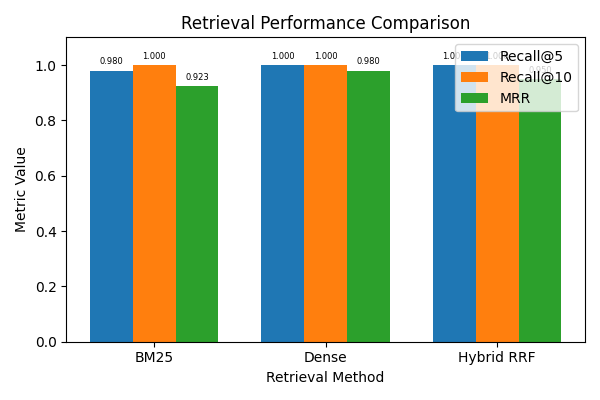 Retrieval Performance Comparison
Metric Value
1.0
0.8
0.6
0.4
0.2
0.0
0.980
1.000
0.923
1.000
1.000
0.980
Recall@5
Recall@10
MRR
BM25
Dense
Hybrid RRF
Retrieval Method